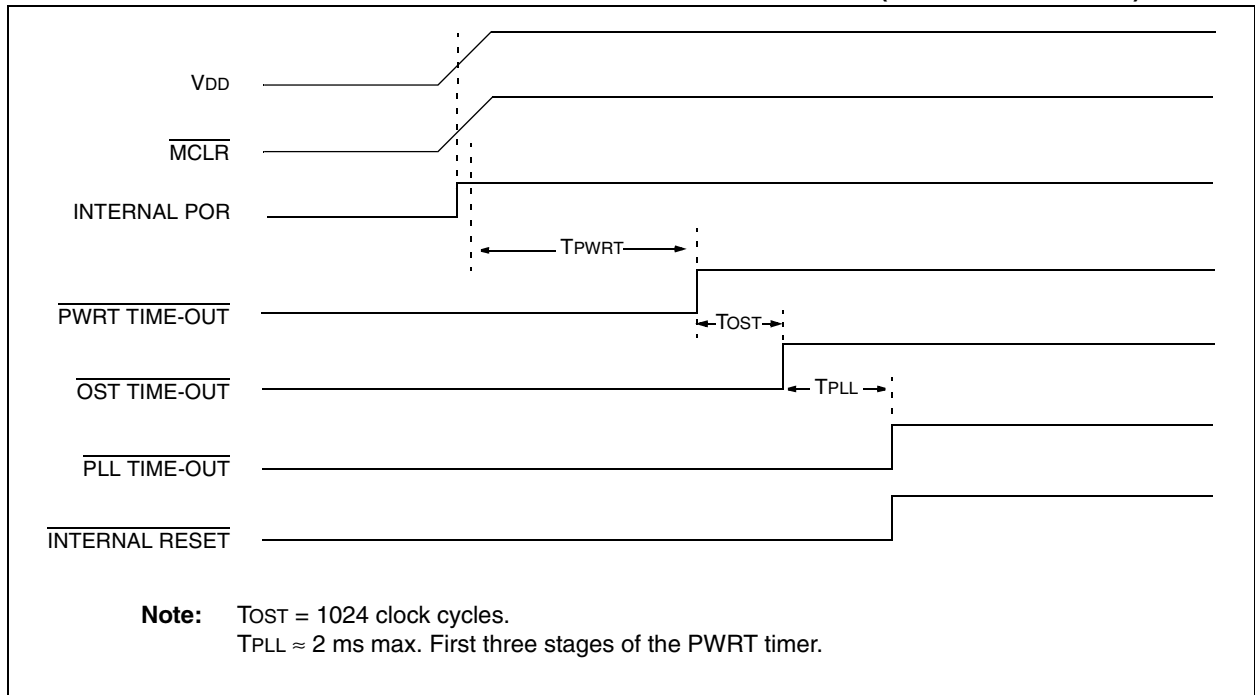 VDD
MCLR
INTERNAL POR
TPWRT
PWRT TIME-OUT
TOST
OST TIME-OUT
TPLL
PLL TIME-OUT
INTERNAL RESET
Note: TOST = 1024 clock cycles.
TPLL ≈ 2 ms max. First three stages of the PWRT timer.